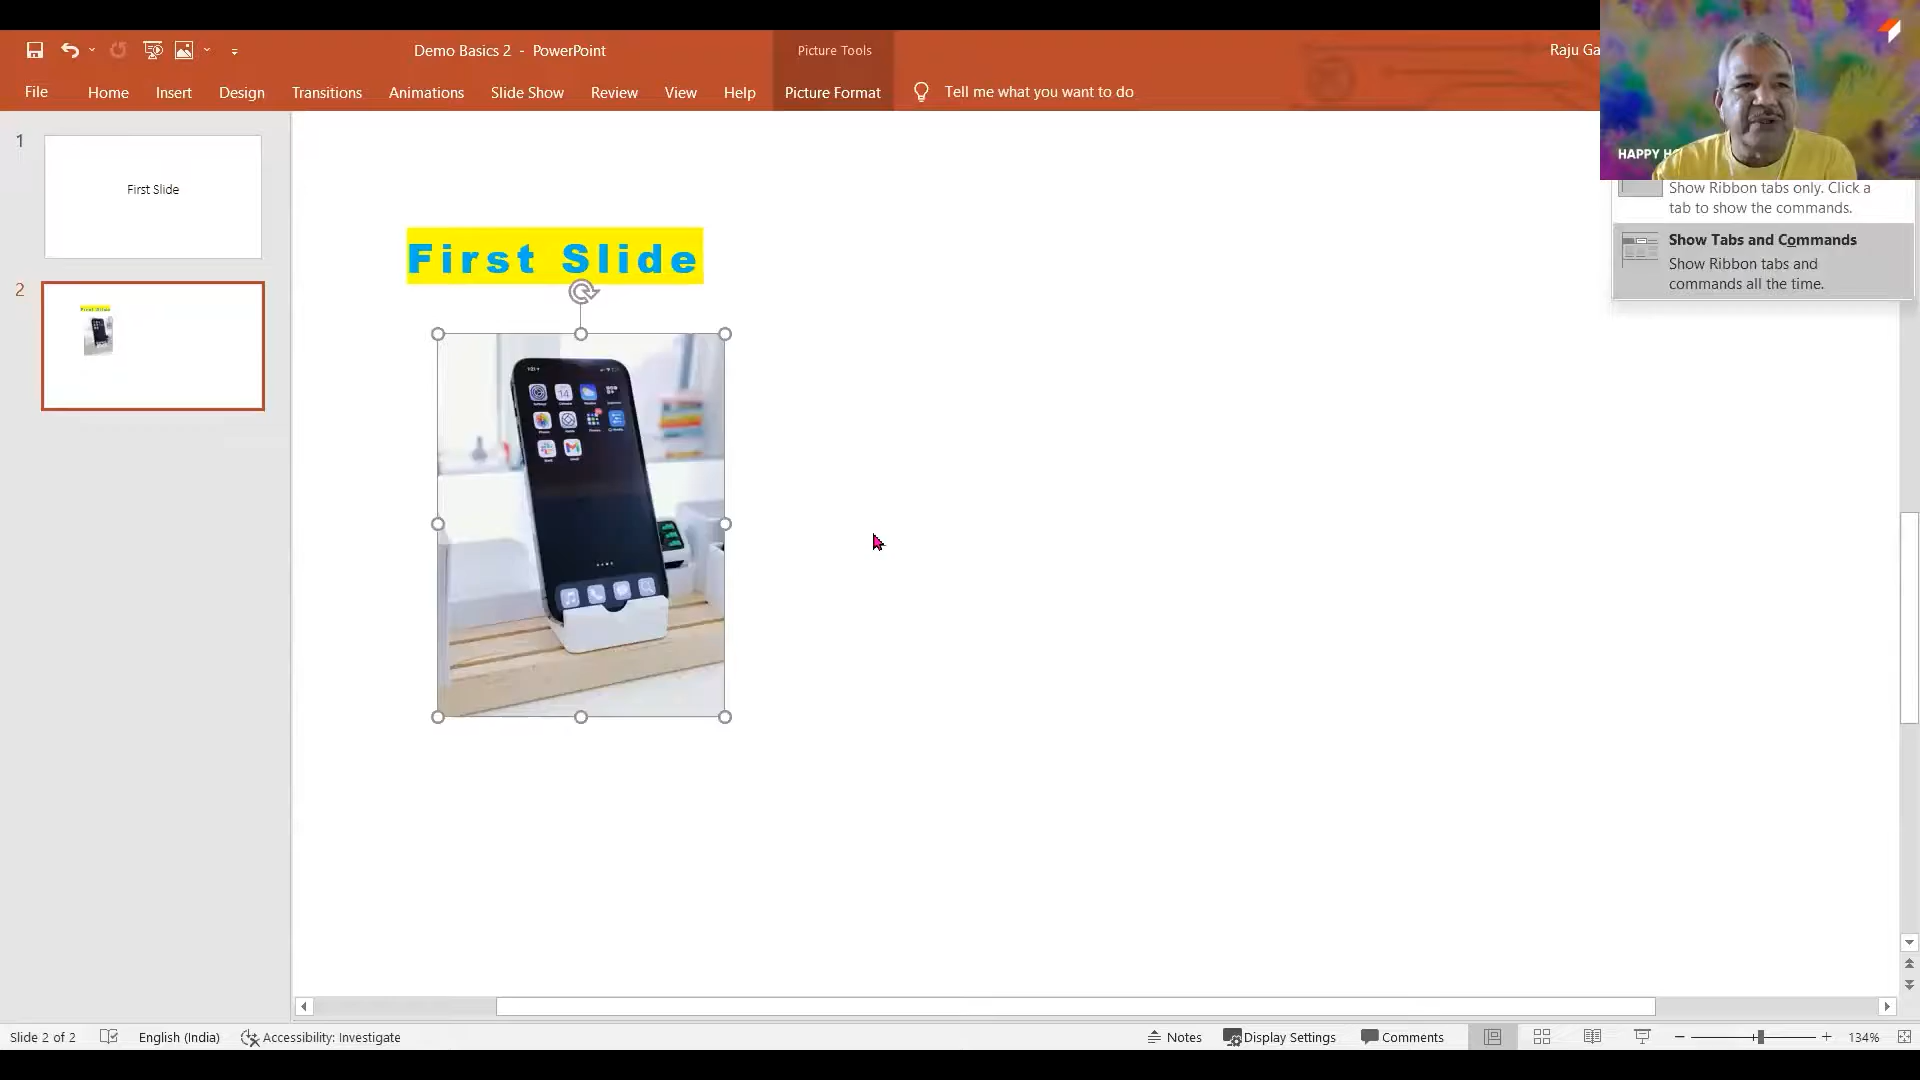 Demo Basics 2 - PowerPoint
Picture Tools
Raju Ga
File Home Insert Design Transitions Animations Slide Show Review View Help Picture Format Tell me what you want to do
HAPPY H
Show Ribbon tabs only. Click a
tab to show the commands.
Show Tabs and Commands
Show Ribbon tabs and
commands all the time.
1
First Slide
2
First Slide
First Slide
Slide 2 of 2 English (India) Accessibility: Investigate Notes Display Settings Comments 134%